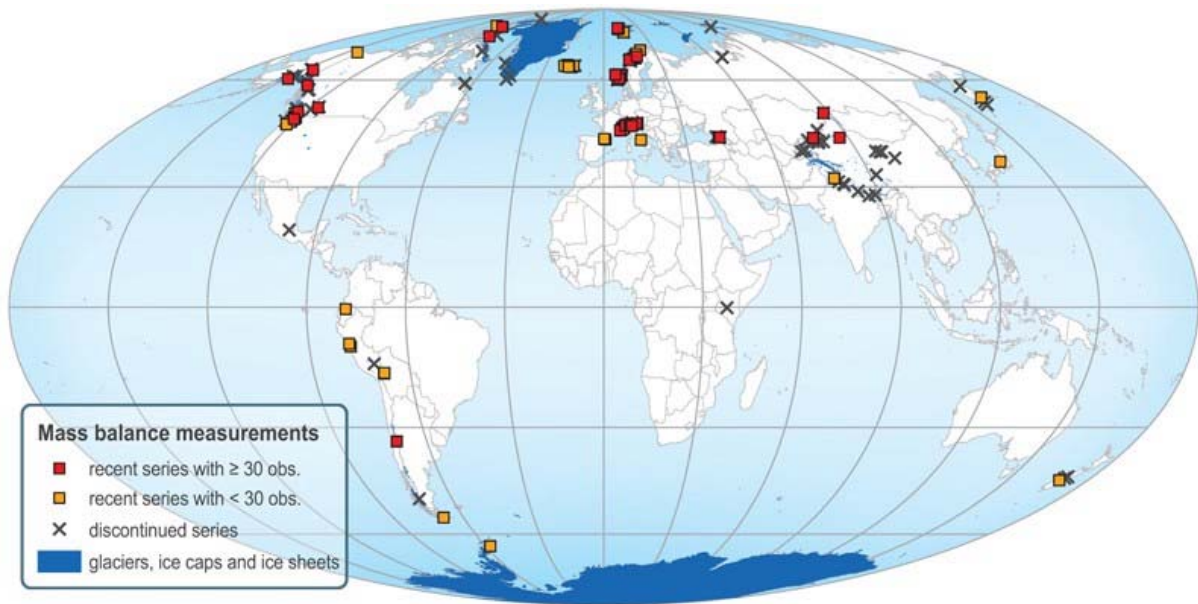 Mass balance measurements
recent series with ≥ 30 obs.
recent series with < 30 obs.
discontinued series
glaciers, ice caps and ice sheets